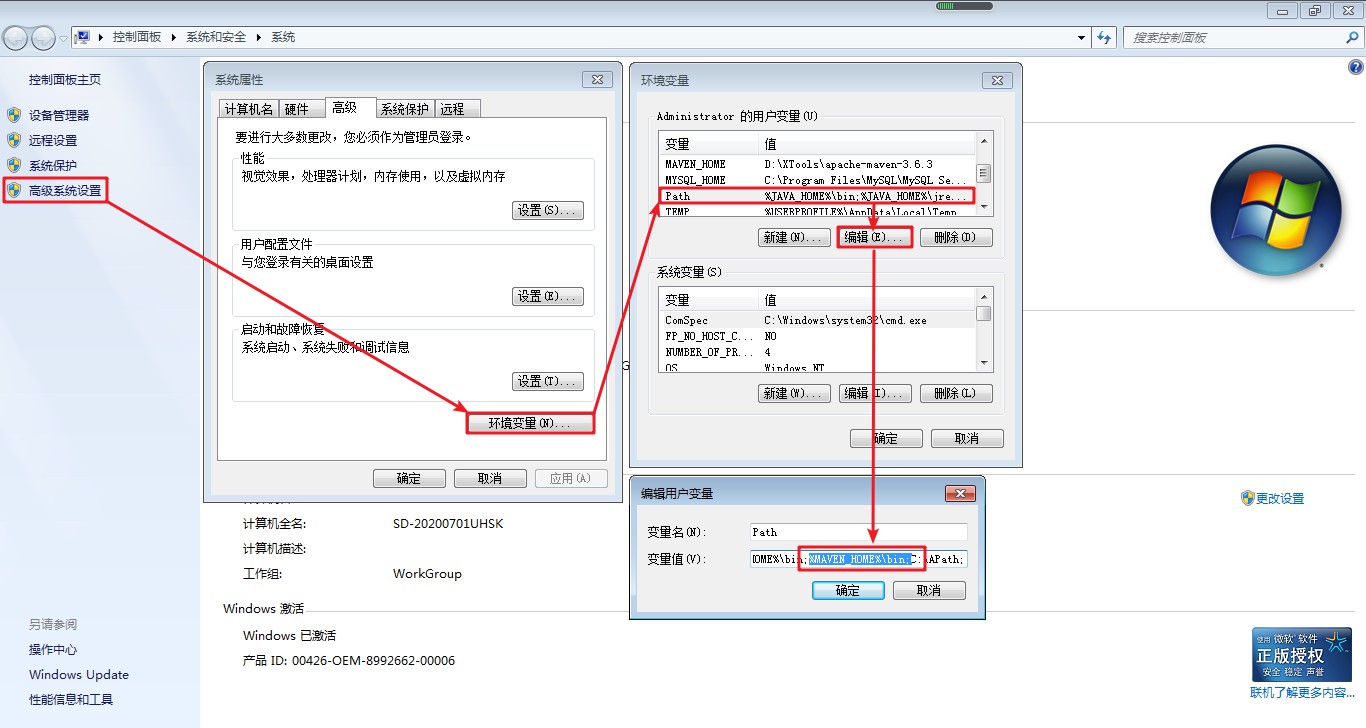 控制面板 系统和安全 系统
搜索控制面板
控制面板主页
设备管理器
远程设置
系统保护
高级系统设置
另请参阅
操作中心
Windows Update
性能信息和工具
系统属性
计算机名 硬件 高级 系统保护 远程
要进行大多数更改，您必须作为管理员登录。
性能
视觉效果，处理器计划，内存使用，以及虚拟内存
设置(S)...
用户配置文件
与您登录有关的桌面设置
设置(E)...
启动和故障恢复
系统启动、系统失败和调试信息
设置(T)...
环境变量(N)...
确定 取消 应用(A)
环境变量
Administrator 的用户变量(U)
变量 值
MAVEN_HOME D:\XTools\apache-maven-3.6.3
MYSQL_HOME C:\Program Files\MySQL\MySQL Se...
Path %JAVA_HOME%\bin;%JAVA_HOME%\jre...
TEMP %USERPROFILE%\AppData\Local\Temp
新建(N)... 编辑(E)... 删除(D)
系统变量(S)
变量 值
ComSpec C:\Windows\system32\cmd.exe
FP_NO_HOST_C... NO
NUMBER_OF_PR... 4
OS Windows_NT
新建(W)... 编辑(I)... 删除(L)
确定 取消
编辑用户变量
变量名(N): Path
变量值(V): OME%\bin;%MAVEN_HOME%\bin;C:\APath;
确定 取消
计算机全名: SD-20200701UHSK
更改设置
计算机描述:
工作组: WorkGroup
Windows 激活
Windows 已激活
产品 ID: 00426-OEM-8992662-00006
使用 微软 软件
正版授权
安全 稳定 声誉
联机了解更多内容...